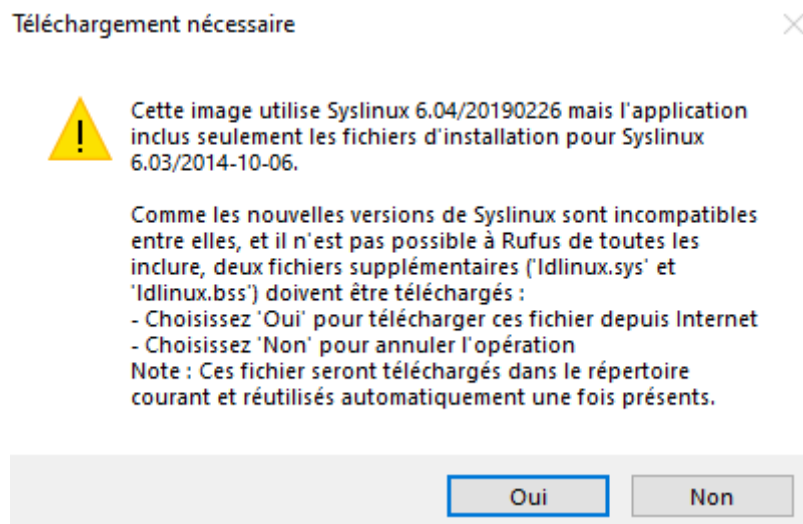 Téléchargement nécessaire
Cette image utilise Syslinux 6.04/20190226 mais l'application
inclus seulement les fichiers d'installation pour Syslinux
6.03/2014-10-06.
Comme les nouvelles versions de Syslinux sont incompatibles
entre elles, et il n'est pas possible à Rufus de toutes les
inclure, deux fichiers supplémentaires ('ldlinux.sys' et
'ldlinux.bss') doivent être téléchargés :
- Choisissez 'Oui' pour télécharger ces fichier depuis Internet
- Choisissez 'Non' pour annuler l'opération
Note : Ces fichier seront téléchargés dans le répertoire
courant et réutilisés automatiquement une fois présents.
Oui
Non